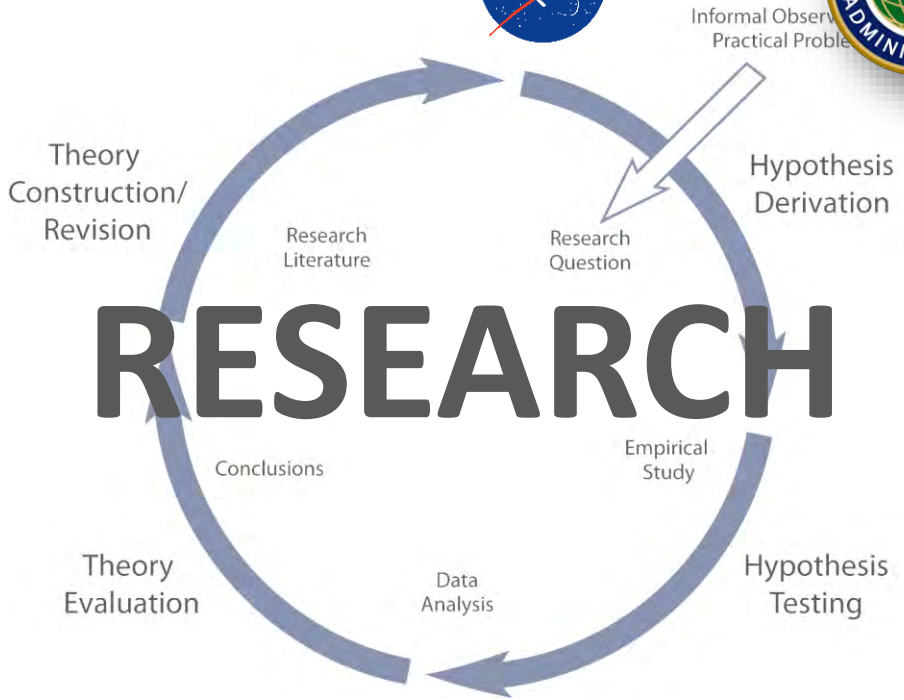 Informal Observ
Practical Proble
ADMINI
Theory
Construction/
Revision
Hypothesis
Derivation
Research
Literature
Research
Question
RESEARCH
Conclusions
Empirical
Study
Theory
Evaluation
Data
Analysis
Hypothesis
Testing